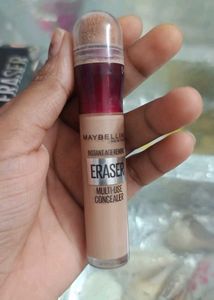 ERASER
MAYBELLINE
INSTANT AGE REWIND
ERASER
MULTI-USE
CONCEALER